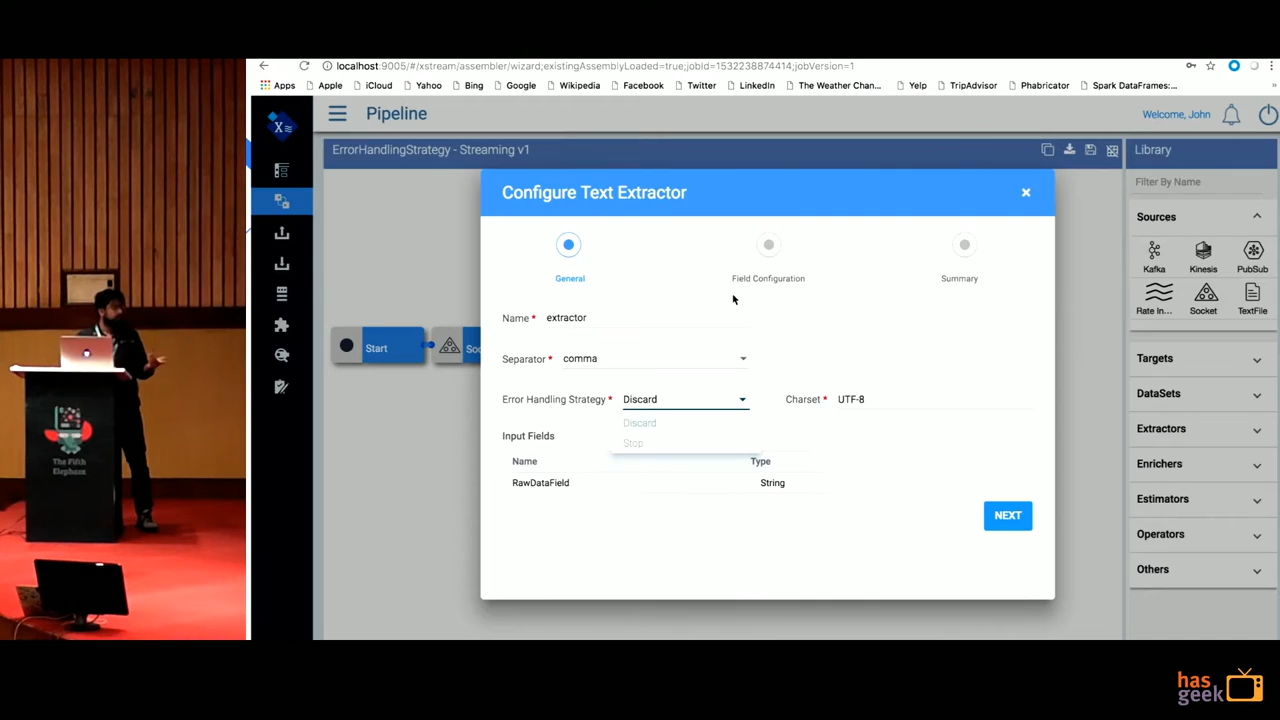 localhost:9005/#/xstream/assembler/wizard;existingAssemblyLoaded=true;jobId=1532238874414;jobVersion=1
Apps Apple iCloud Yahoo Bing Google Wikipedia Facebook Twitter LinkedIn The Weather Chan... Yelp TripAdvisor Phabricator Spark DataFrames:... »
X
Pipeline
Welcome, John
ErrorHandlingStrategy - Streaming v1
Library
Configure Text Extractor
×
Filter By Name
Sources
General
Field Configuration
Summary
Kafka
Kinesis
PubSub
Name * extractor
Rate In...
Socket
TextFile
Start
Soc
Separator * comma
Targets
Error Handling Strategy * Discard
Charset * UTF-8
DataSets
Discard
Stop
Input Fields
Extractors
Name
Type
Enrichers
RawDataField
String
Estimators
NEXT
Operators
Others
The Fifth
Elephant
has
geek